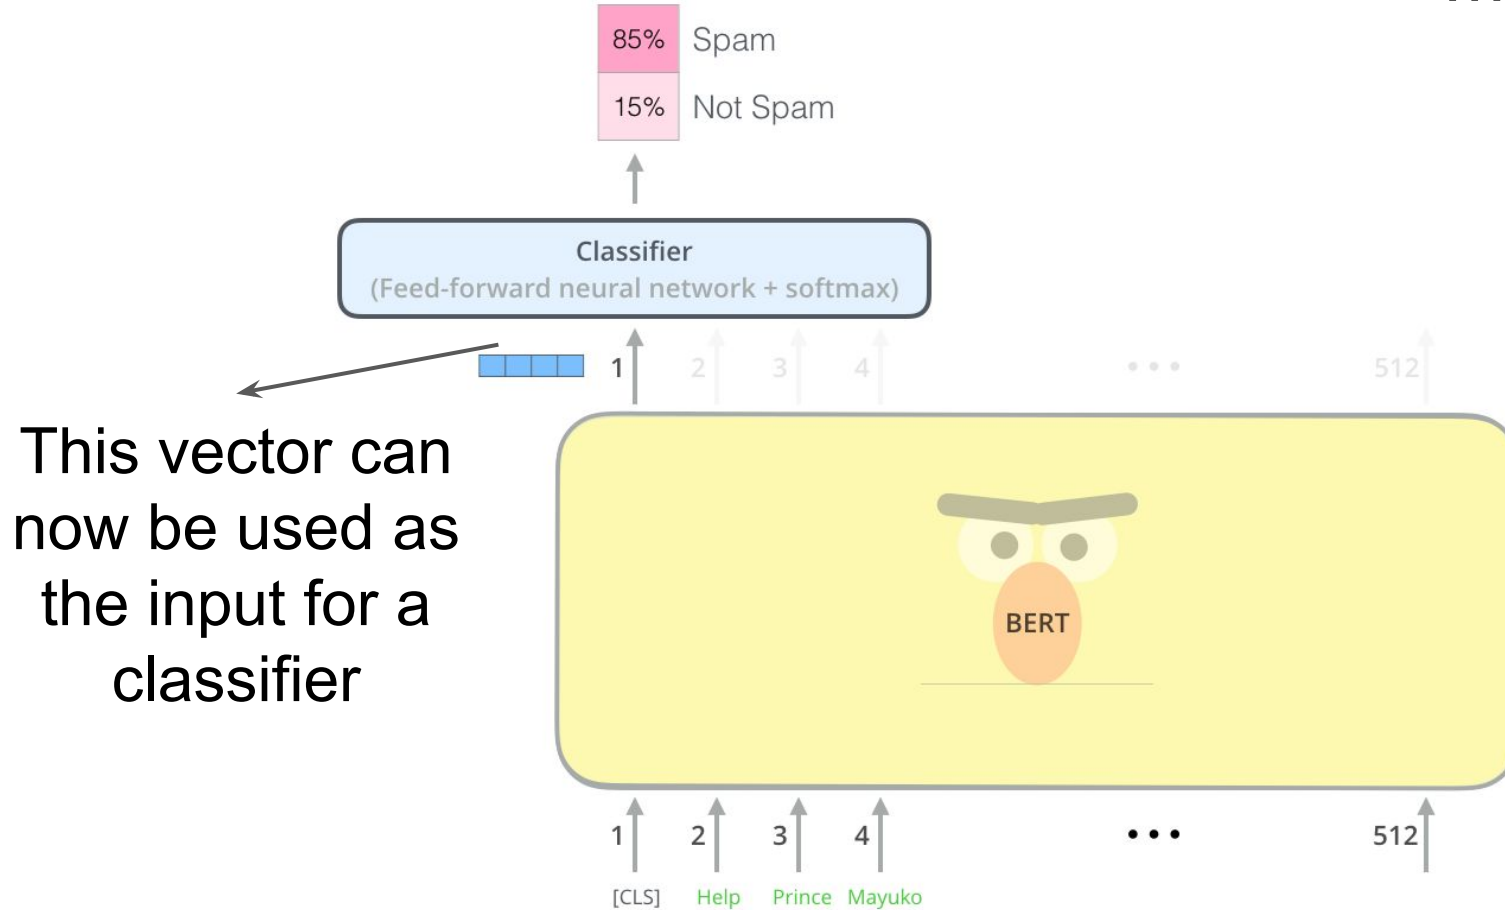 85% Spam
15% Not Spam
Classifier
(Feed-forward neural network + softmax)
1 2 3 4 ••• 512
This vector can
now be used as
the input for a
classifier
BERT
1 2 3 4 ••• 512
[CLS] Help Prince Mayuko